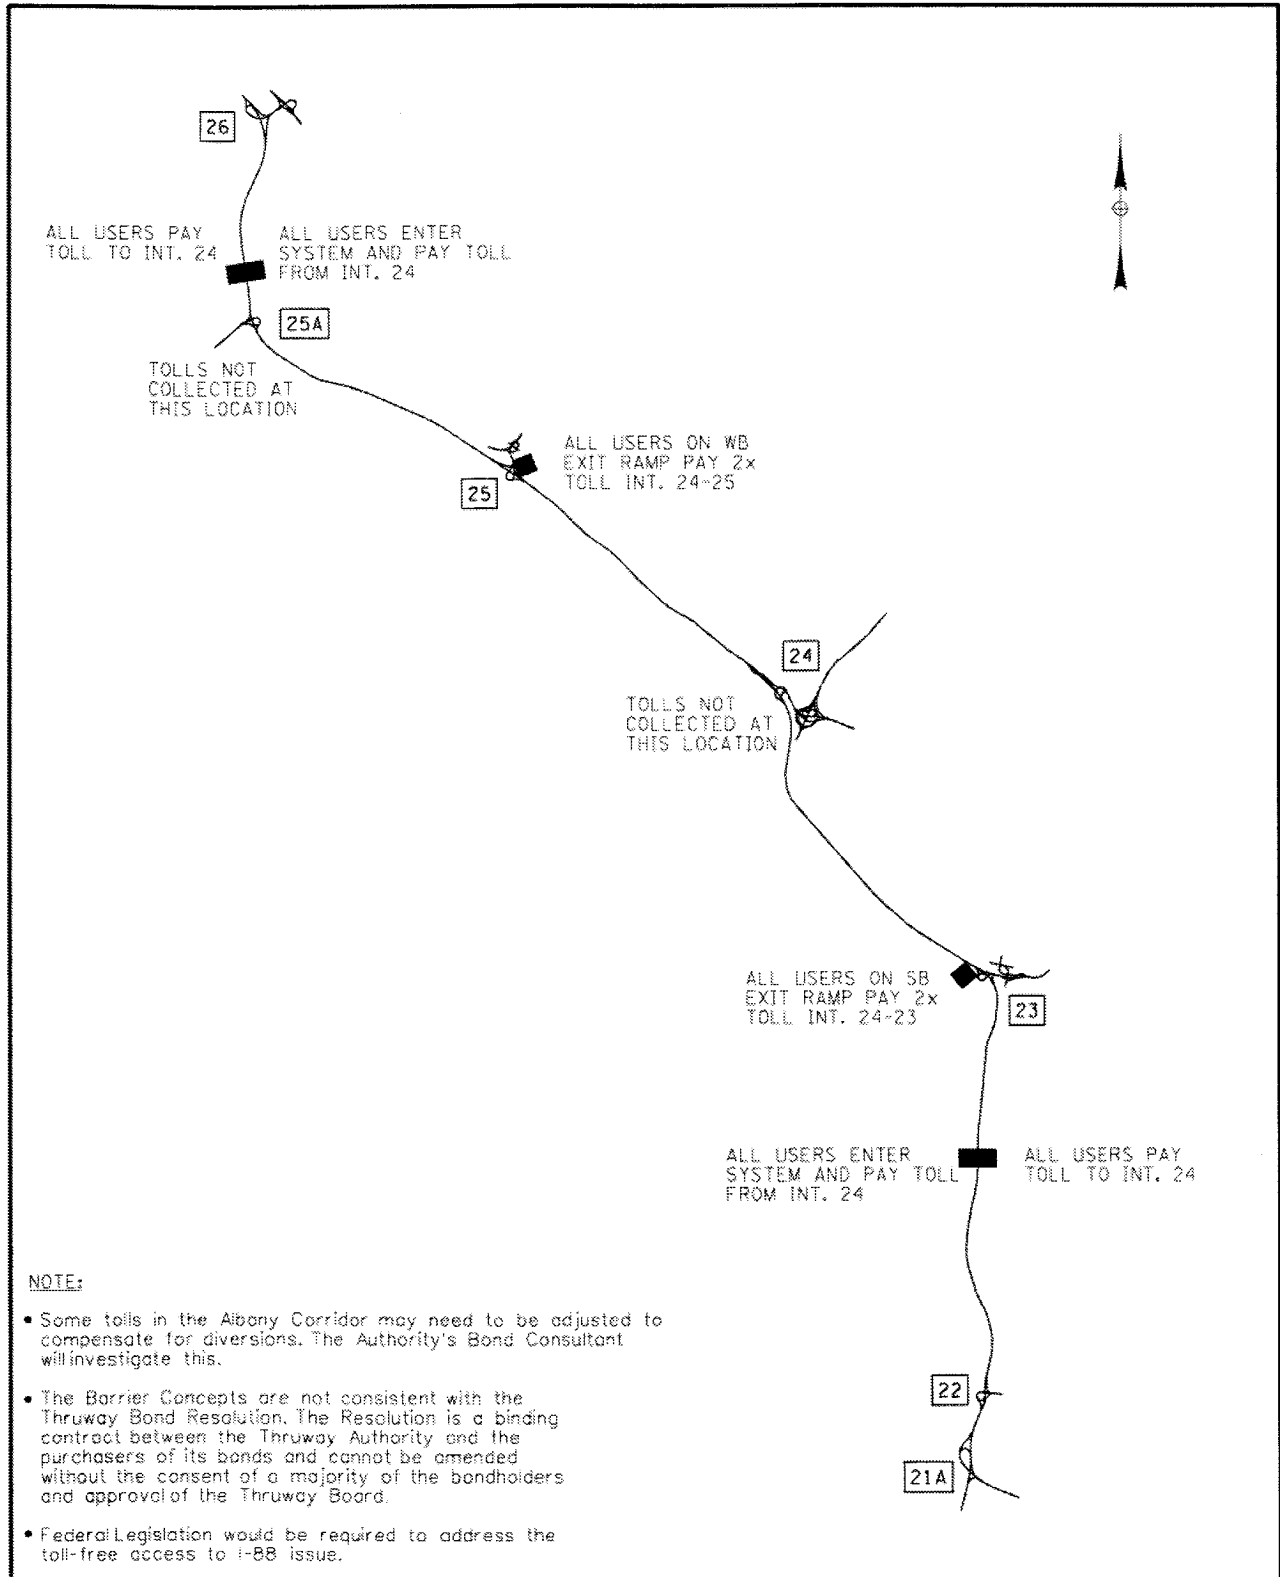 26
ALL USERS PAY
TOLL TO INT. 24
ALL USERS ENTER
SYSTEM AND PAY TOLL
FROM INT. 24
25A
TOLLS NOT
COLLECTED AT
THIS LOCATION
ALL USERS ON WB
EXIT RAMP PAY 2x
TOLL INT. 24-25
25
24
TOLLS NOT
COLLECTED AT
THIS LOCATION
ALL USERS ON SB
EXIT RAMP PAY 2x
TOLL INT. 24-23
23
ALL USERS ENTER
SYSTEM AND PAY TOLL
FROM INT. 24
ALL USERS PAY
TOLL TO INT. 24
22
21A
NOTE:
• Some tolls in the Albany Corridor may need to be adjusted to
compensate for diversions. The Authority's Bond Consultant
will investigate this.
• The Barrier Concepts are not consistent with the
Thruway Bond Resolution. The Resolution is a binding
contract between the Thruway Authority and the
purchasers of its bonds and cannot be amended
without the consent of a majority of the bondholders
and approval of the Thruway Board.
• Federal Legislation would be required to address the
toll-free access to I-88 issue.